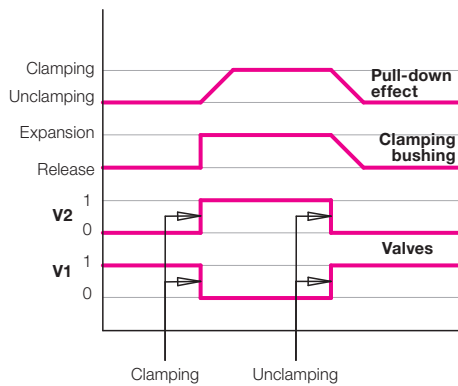 Clamping
Pull-down
effect
Unclamping
Expansion
Clamping
bushing
Release
1
V2
0
Valves
1
V1
0
Clamping Unclamping